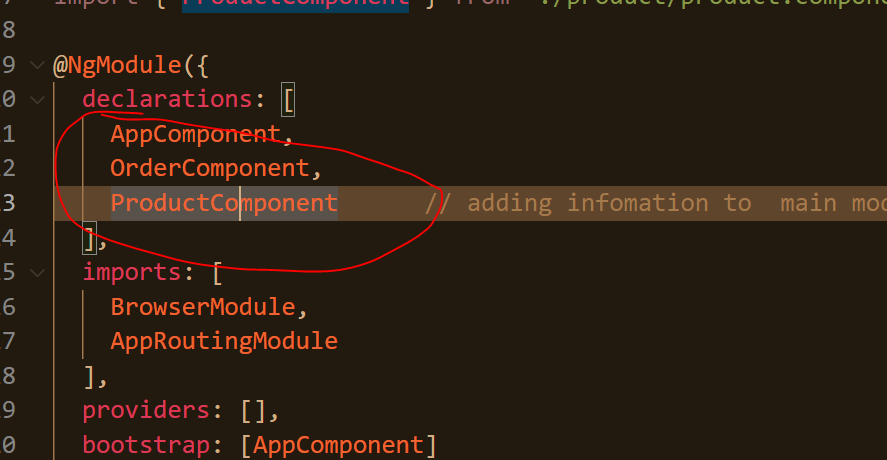 import { ProductComponent } from './product/product.compone
8
9 @NgModule({
0 declarations: [
1 AppComponent,
2 OrderComponent,
3 ProductComponent // adding infomation to main mod
4 ],
5 imports: [
6 BrowserModule,
7 AppRoutingModule
8 ],
9 providers: [],
0 bootstrap: [AppComponent]